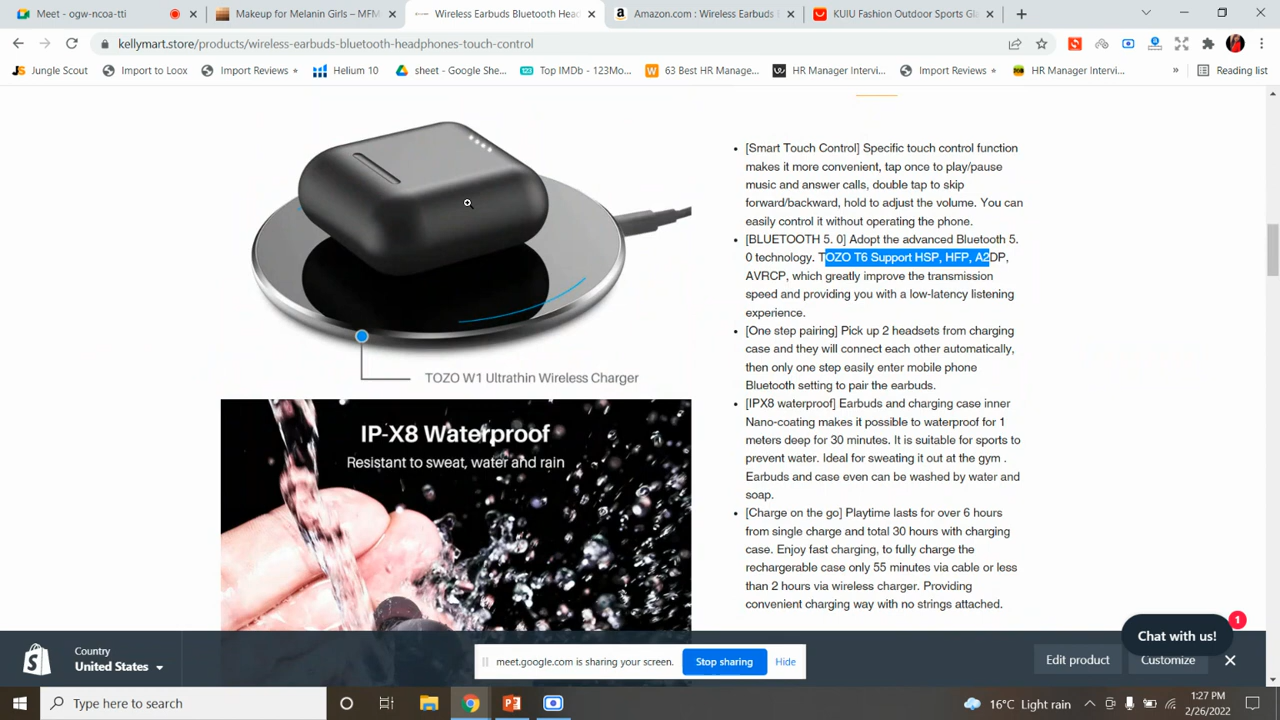 Meet - ogw-ncoa-tti
Makeup for Melanin Girls – MFM
Wireless Earbuds Bluetooth Head
Amazon.com : Wireless Earbuds
KUIU Fashion Outdoor Sports Gl
kellymart.store/products/wireless-earbuds-bluetooth-headphones-touch-control
Jungle Scout
Import to Loox
Import Reviews
Helium 10
sheet - Google She...
Top IMDb - 123Mo...
63 Best HR Manage...
HR Manager Intervi...
Import Reviews
HR Manager Intervi...
»
Reading list
TOZO W1 Ultrathin Wireless Charger
IP-X8 Waterproof
Resistant to sweat, water and rain
• [Smart Touch Control] Specific touch control function
makes it more convenient, tap once to play/pause
music and answer calls, double tap to skip
forward/backward, hold to adjust the volume. You can
easily control it without operating the phone.
• [BLUETOOTH 5. 0] Adopt the advanced Bluetooth 5.
0 technology. TOZO T6 Support HSP, HFP, A2DP,
AVRCP, which greatly improve the transmission
speed and providing you with a low-latency listening
experience.
• [One step pairing] Pick up 2 headsets from charging
case and they will connect each other automatically,
then only one step easily enter mobile phone
Bluetooth setting to pair the earbuds.
• [IPX8 waterproof] Earbuds and charging case inner
Nano-coating makes it possible to waterproof for 1
meters deep for 30 minutes. It is suitable for sports to
prevent water. Ideal for sweating it out at the gym .
Earbuds and case even can be washed by water and
soap.
• [Charge on the go] Playtime lasts for over 6 hours
from single charge and total 30 hours with charging
case. Enjoy fast charging, to fully charge the
rechargeable case only 55 minutes via cable or less
than 2 hours via wireless charger. Providing
convenient charging way with no strings attached.
1
Chat with us!
Country
United States
meet.google.com is sharing your screen.
Stop sharing
Hide
Edit product
Customize
Type here to search
16°C Light rain
1:27 PM
2/26/2022